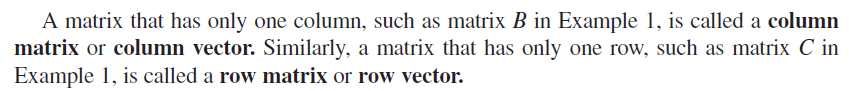 A matrix that has only one column, such as matrix B in Example 1, is called a column
matrix or column vector. Similarly, a matrix that has only one row, such as matrix C in
Example 1, is called a row matrix or row vector.